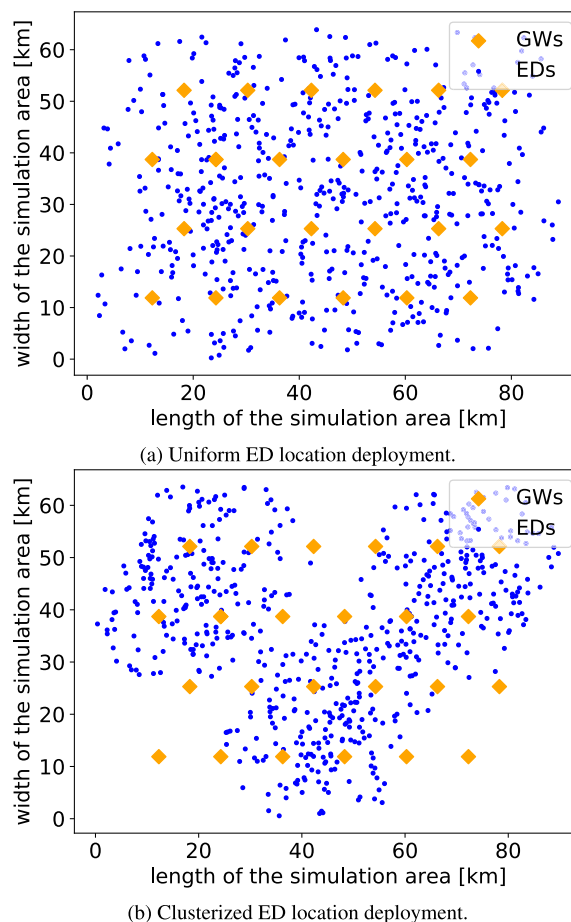 width of the simulation area [km]
60
50
40
30
20
10
0
GWs
EDs
0 20 40 60 80
length of the simulation area [km]
(a) Uniform ED location deployment.
width of the simulation area [km]
60
50
40
30
20
10
0
GWs
EDs
0 20 40 60 80
length of the simulation area [km]
(b) Clusterized ED location deployment.